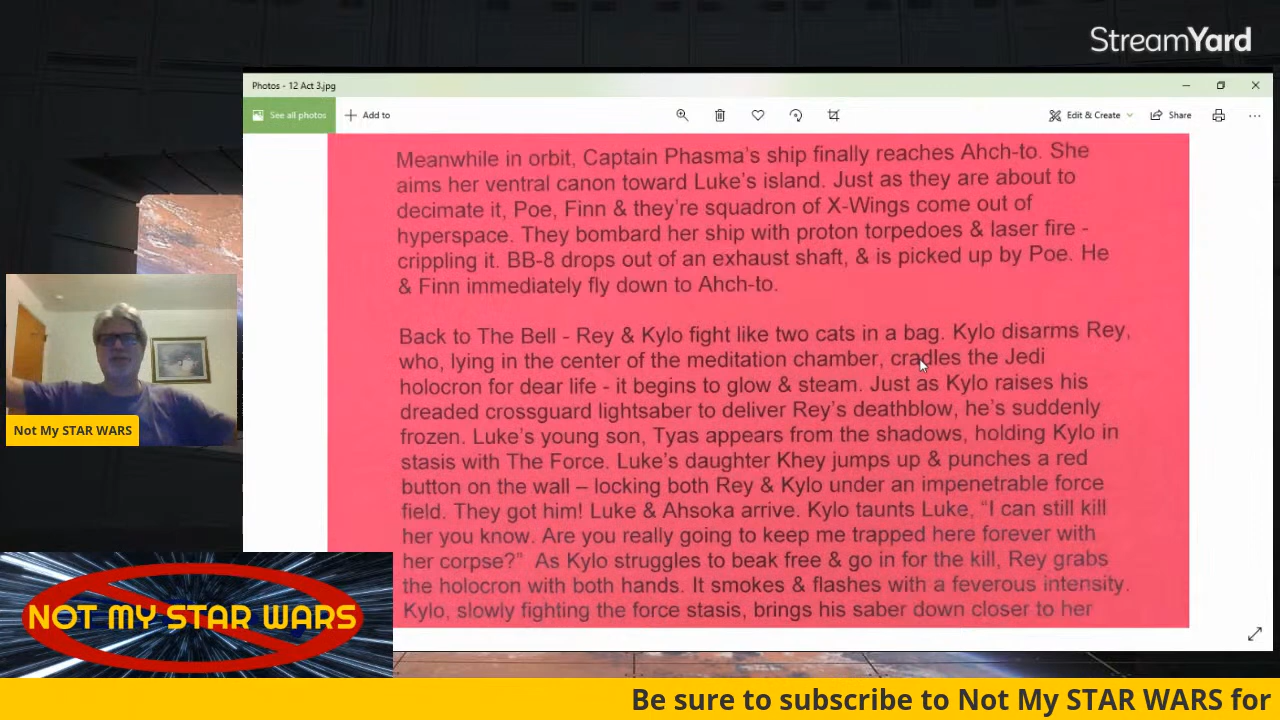 StreamYard
Photos - 12 Act 3.jpg
See all photos
Add to
Edit & Create
Share
Meanwhile in orbit, Captain Phasma's ship finally reaches Ahch-to. She
aims her ventral canon toward Luke's island. Just as they are about to
decimate it, Poe, Finn & they're squadron of X-Wings come out of
hyperspace. They bombard her ship with proton torpedoes & laser fire -
crippling it. BB-8 drops out of an exhaust shaft, & is picked up by Poe. He
& Finn immediately fly down to Ahch-to.
Back to The Bell - Rey & Kylo fight like two cats in a bag. Kylo disarms Rey,
who, lying in the center of the meditation chamber, cradles the Jedi
holocron for dear life - it begins to glow & steam. Just as Kylo raises his
dreaded crossguard lightsaber to deliver Rey's deathblow, he's suddenly
frozen. Luke's young son, Tyas appears from the shadows, holding Kylo in
stasis with The Force. Luke's daughter Khey jumps up & punches a red
button on the wall – locking both Rey & Kylo under an impenetrable force
field. They got him! Luke & Ahsoka arrive. Kylo taunts Luke, "I can still kill
her you know. Are you really going to keep me trapped here forever with
her corpse?" As Kylo struggles to beak free & go in for the kill, Rey grabs
the holocron with both hands. It smokes & flashes with a feverous intensity.
Kylo, slowly fighting the force stasis, brings his saber down closer to her
Not My STAR WARS
NOT MY STAR WARS
Be sure to subscribe to Not My STAR WARS for